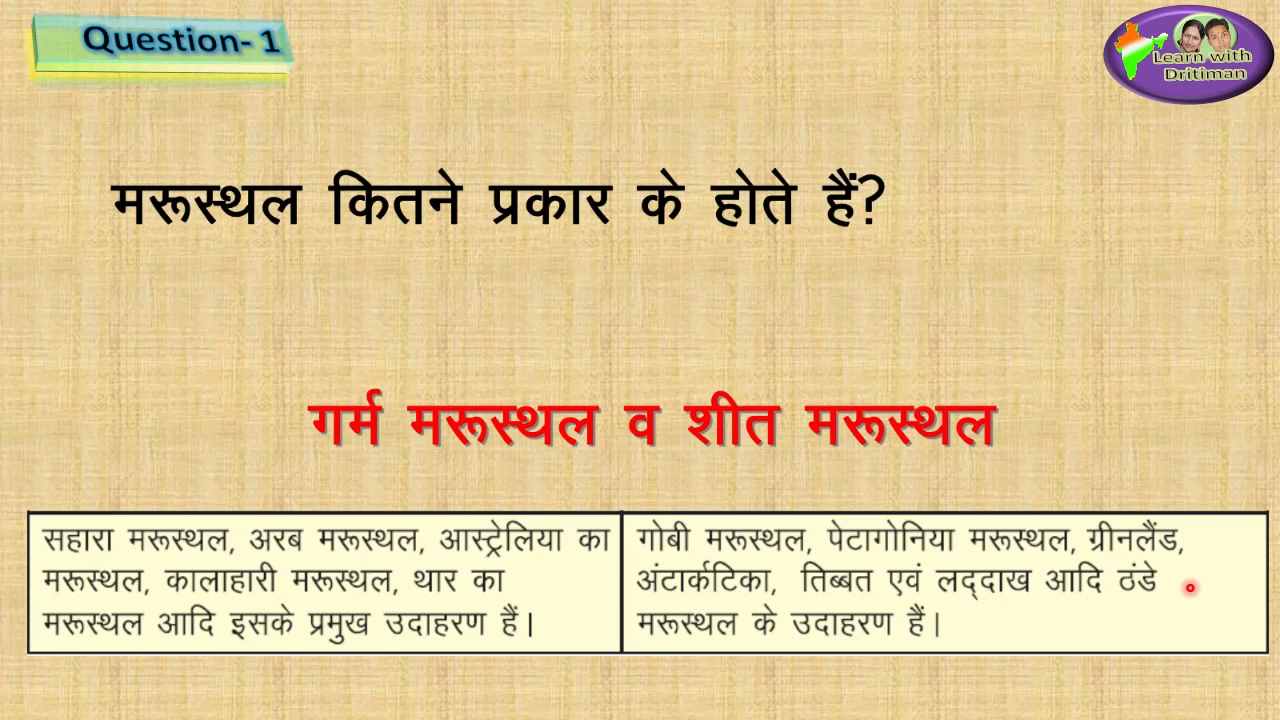 Question- 1
Learn with
Dritiman
मरूस्थल कितने प्रकार के होते हैं?
गर्म मरूस्थल व शीत मरूस्थल
सहारा मरूस्थल, अरब मरूस्थल, आस्ट्रेलिया का
मरूस्थल, कालाहारी मरूस्थल, थार का
मरूस्थल आदि इसके प्रमुख उदाहरण हैं।
गोबी मरूस्थल, पेटागोनिया मरूस्थल, ग्रीनलैंड,
अंटार्कटिका, तिब्बत एवं लद्दाख आदि ठंडे
मरूस्थल के उदाहरण हैं।